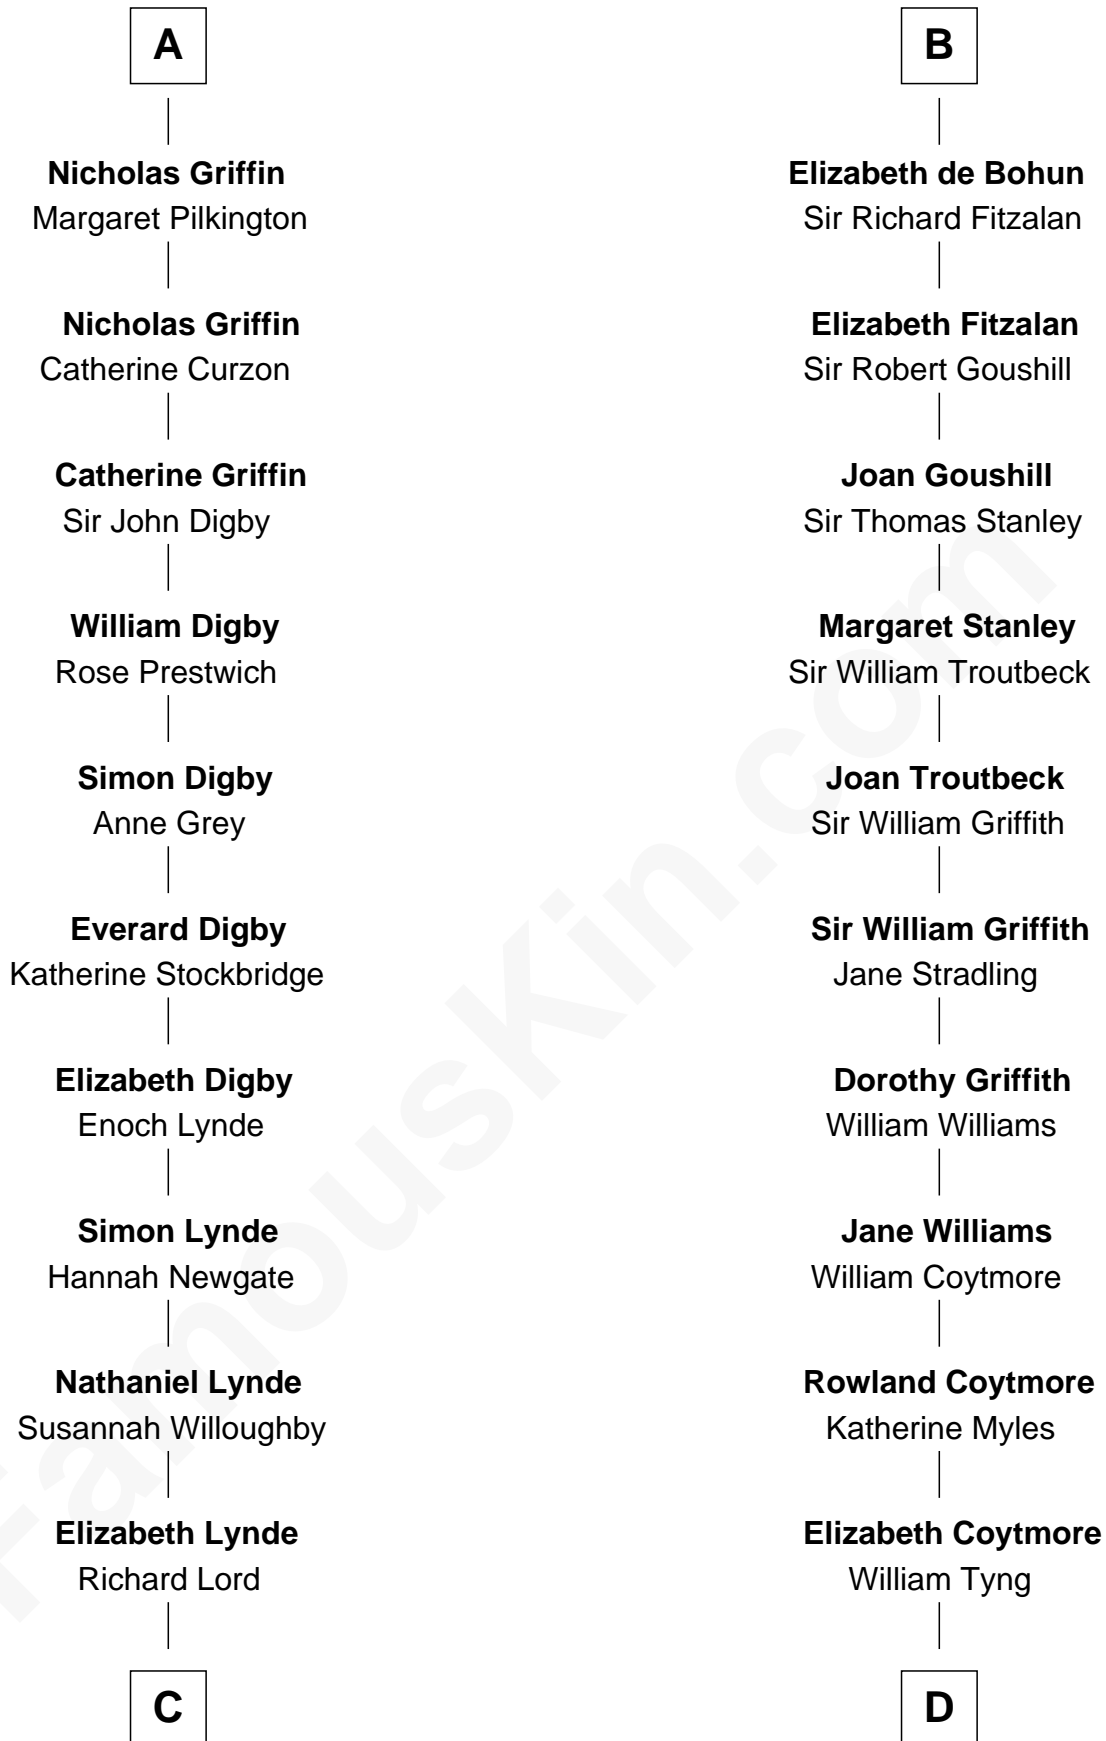 A
Nicholas Griffin
Margaret Pilkington
Nicholas Griffin
Catherine Curzon
Catherine Griffin
Sir John Digby
William Digby
Rose Prestwich
Simon Digby
Anne Grey
Everard Digby
Katherine Stockbridge
Elizabeth Digby
Enoch Lynde
Simon Lynde
Hannah Newgate
Nathaniel Lynde
Susannah Willoughby
Elizabeth Lynde
Richard Lord
C
B
Elizabeth de Bohun
Sir Richard Fitzalan
Elizabeth Fitzalan
Sir Robert Goushill
Joan Goushill
Sir Thomas Stanley
Margaret Stanley
Sir William Troutbeck
Joan Troutbeck
Sir William Griffith
Sir William Griffith
Jane Stradling
Dorothy Griffith
William Williams
Jane Williams
William Coytmore
Rowland Coytmore
Katherine Myles
Elizabeth Coytmore
William Tyng
D
FamousKin.com